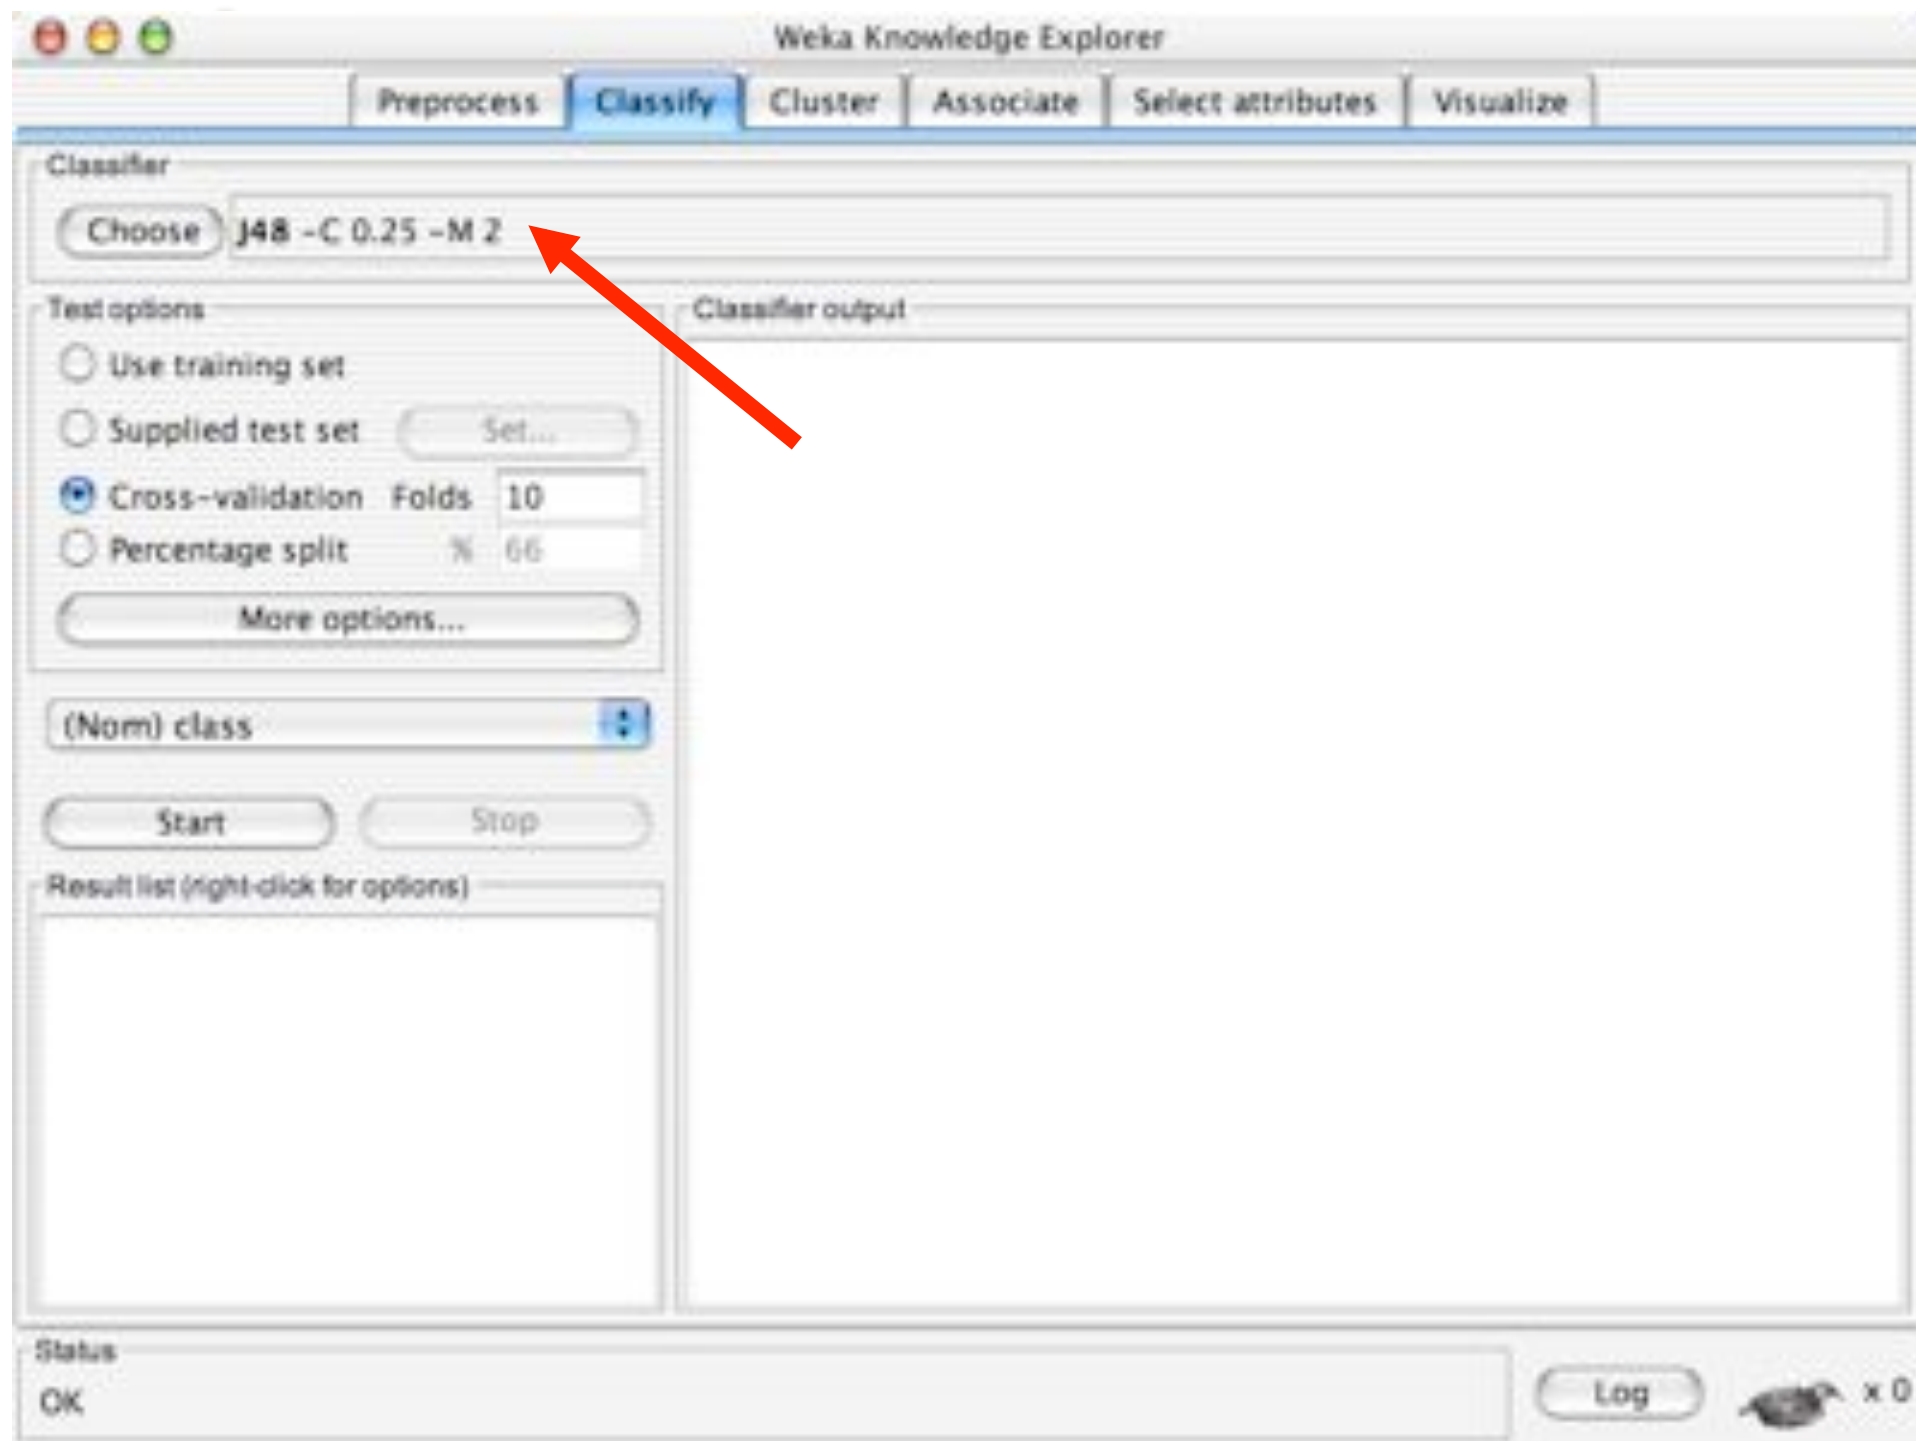 Weka Knowledge Explorer
Preprocess Classify Cluster Associate Select attributes Visualize
Classifier
Choose J48 -C 0.25 -M 2
Test options
Use training set
Supplied test set Set...
Cross-validation Folds 10
Percentage split % 66
More options...
(Nom) class
Start Stop
Result list (right-click for options)
Classifier output
Status
OK
Log x 0